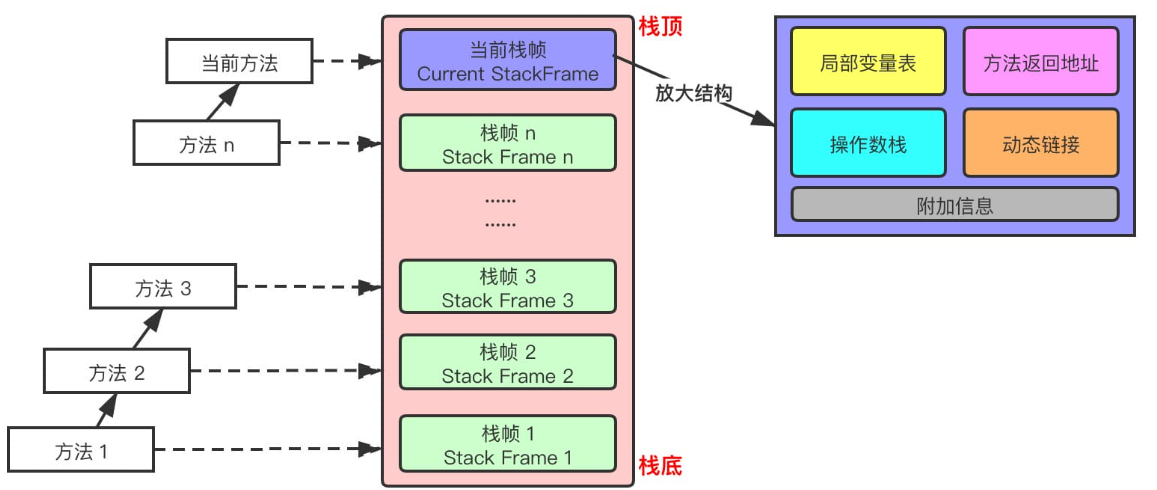 当前方法
方法 n
方法 3
方法 2
方法 1
栈顶
当前栈帧
Current StackFrame
栈帧 n
Stack Frame n
......
......
栈帧 3
Stack Frame 3
栈帧 2
Stack Frame 2
栈帧 1
Stack Frame 1
栈底
放大结构
局部变量表
方法返回地址
操作数栈
动态链接
附加信息